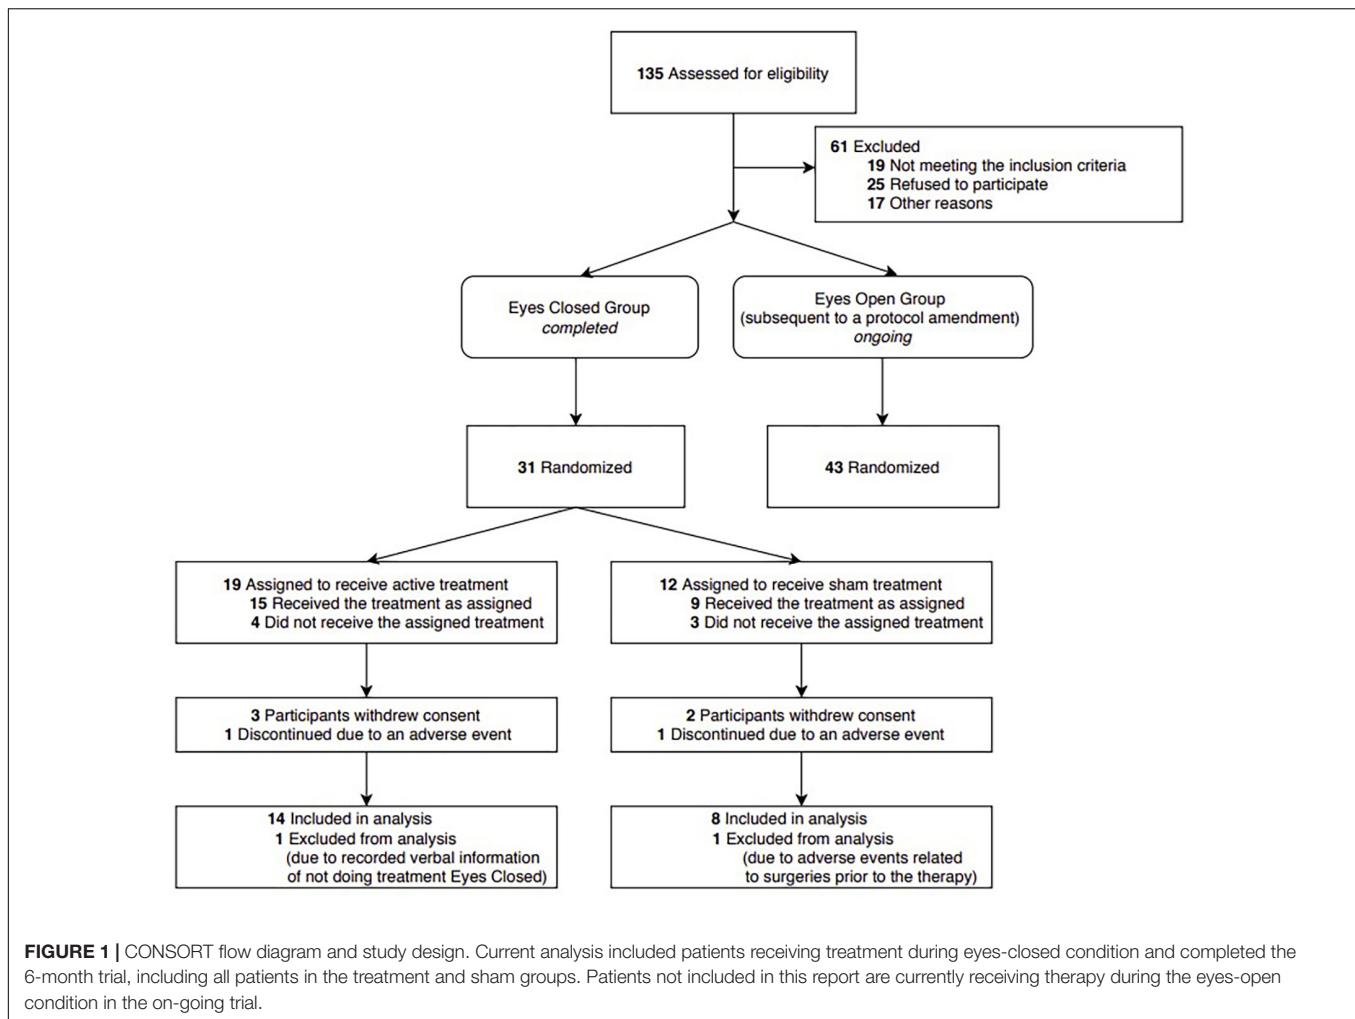 135 Assessed for eligibility
61 Excluded
19 Not meeting the inclusion criteria
25 Refused to participate
17 Other reasons
Eyes Closed Group
completed
Eyes Open Group
(subsequent to a protocol amendment)
ongoing
31 Randomized
43 Randomized
19 Assigned to receive active treatment
15 Received the treatment as assigned
4 Did not receive the assigned treatment
12 Assigned to receive sham treatment
9 Received the treatment as assigned
3 Did not receive the assigned treatment
3 Participants withdrew consent
1 Discontinued due to an adverse event
2 Participants withdrew consent
1 Discontinued due to an adverse event
14 Included in analysis
1 Excluded from analysis
(due to recorded verbal information
of not doing treatment Eyes Closed)
8 Included in analysis
1 Excluded from analysis
(due to adverse events related
to surgeries prior to the therapy)
FIGURE 1 | CONSORT flow diagram and study design. Current analysis included patients receiving treatment during eyes-closed condition and completed the
6-month trial, including all patients in the treatment and sham groups. Patients not included in this report are currently receiving therapy during the eyes-open
condition in the on-going trial.